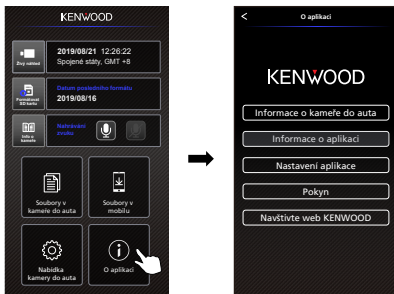 KENWOOD
Živý náhled
2019/08/21 12:26:22
Spojené státy, GMT +8
Formátovat
SD kartu
Datum posledního formátu
2019/08/16
Info o
kameře
Nahrávání
zvuku
Soubory v
kameře do auta
Soubory v
mobilu
Nabídka
kamery do auta
O aplikaci
< O aplikaci
KENWOOD
Informace o kameře do auta
Informace o aplikaci
Nastavení aplikace
Pokyn
Navštivte web KENWOOD